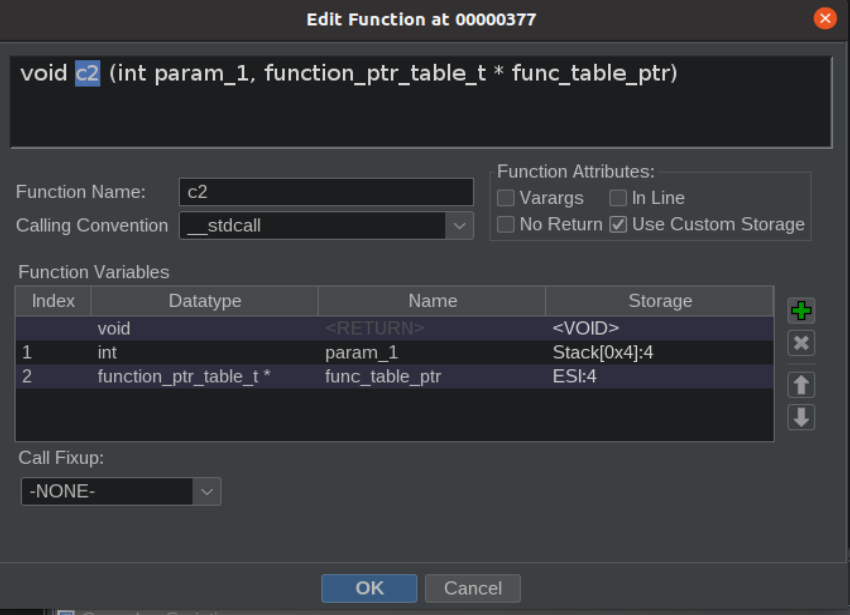 Edit Function at 00000377
void c2 (int param_1, function_ptr_table_t * func_table_ptr)
Function Attributes:
Function Name: c2
Varargs In Line
Calling Convention __stdcall
No Return Use Custom Storage
Function Variables
Index Datatype Name Storage
void <RETURN> <VOID>
1 int param_1 Stack[0x4]:4
2 function_ptr_table_t * func_table_ptr ESI:4
Call Fixup:
-NONE-
OK Cancel